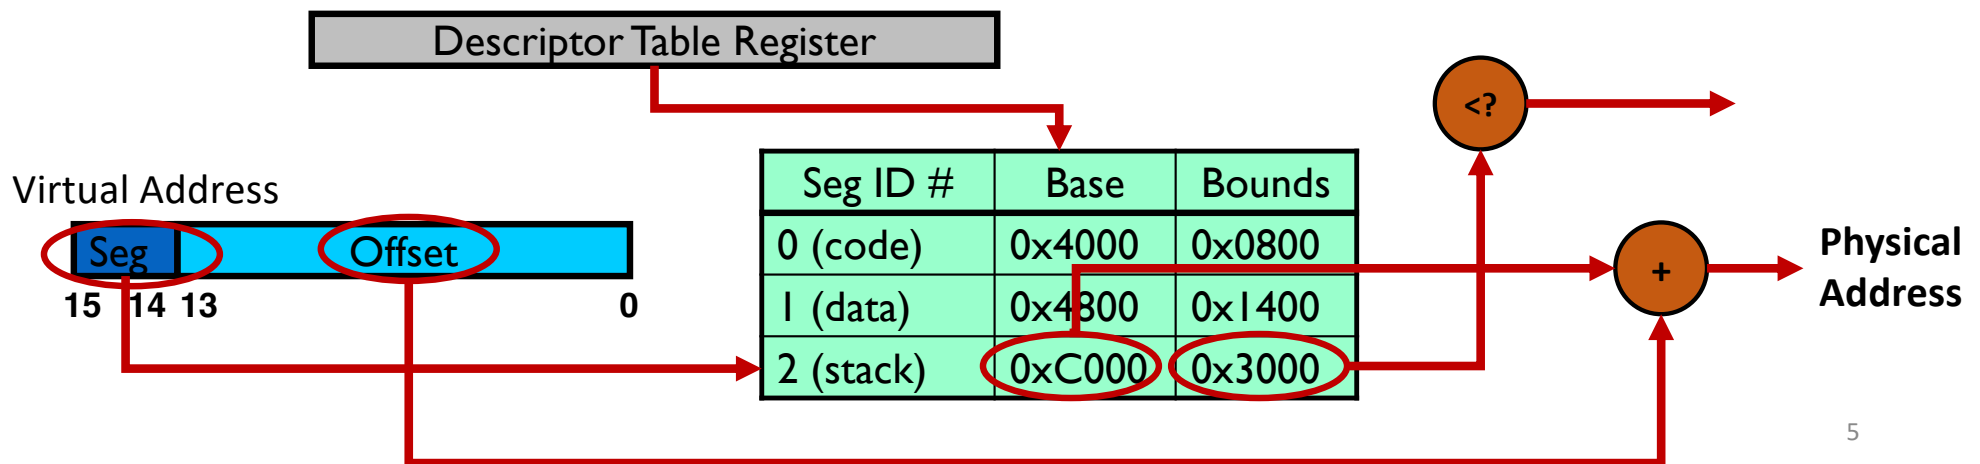 Descriptor Table Register
<?
Virtual Address
Seg Offset
15 14 13 0
Seg ID # Base Bounds
0 (code) 0x4000 0x0800
1 (data) 0x4800 0x1400
2 (stack) 0xC000 0x3000
+
Physical
Address
5